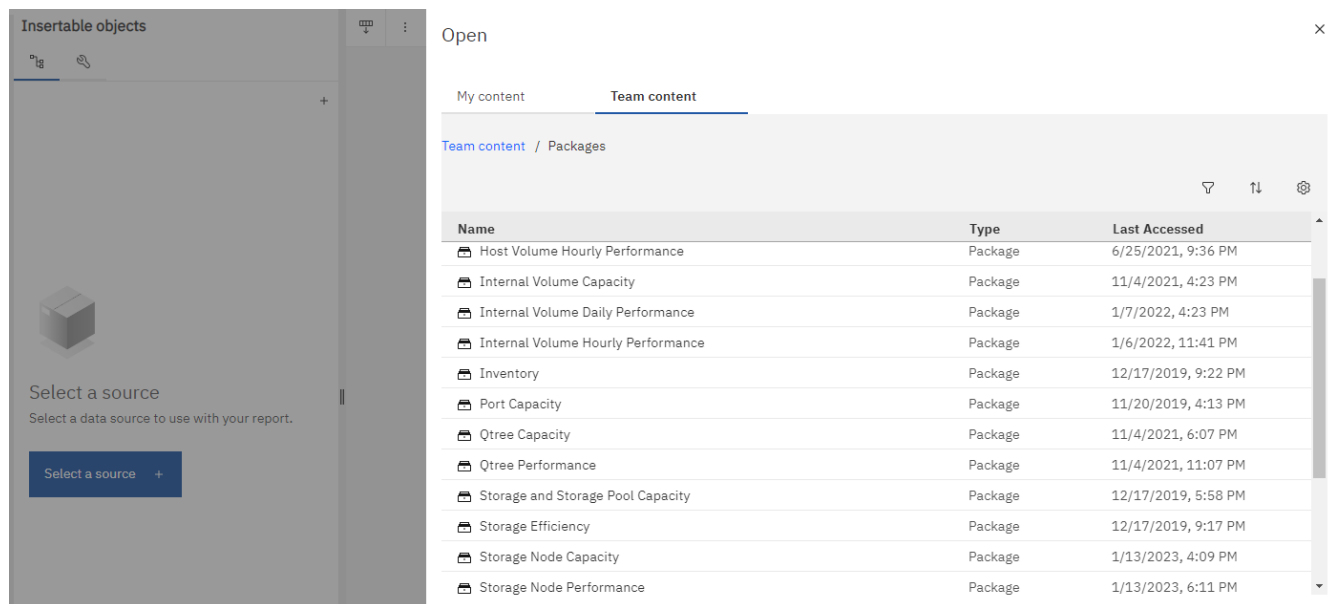 Insertable objects
Select a source
Select a data source to use with your report.
Select a source +
Open
My content
Team content
Team content / Packages
Name Type Last Accessed
Host Volume Hourly Performance Package 6/25/2021, 9:36 PM
Internal Volume Capacity Package 11/4/2021, 4:23 PM
Internal Volume Daily Performance Package 1/7/2022, 4:23 PM
Internal Volume Hourly Performance Package 1/6/2022, 11:41 PM
Inventory Package 12/17/2019, 9:22 PM
Port Capacity Package 11/20/2019, 4:13 PM
Qtree Capacity Package 11/4/2021, 6:07 PM
Qtree Performance Package 11/4/2021, 11:07 PM
Storage and Storage Pool Capacity Package 12/17/2019, 5:58 PM
Storage Efficiency Package 12/17/2019, 9:17 PM
Storage Node Capacity Package 1/13/2023, 4:09 PM
Storage Node Performance Package 1/13/2023, 6:11 PM